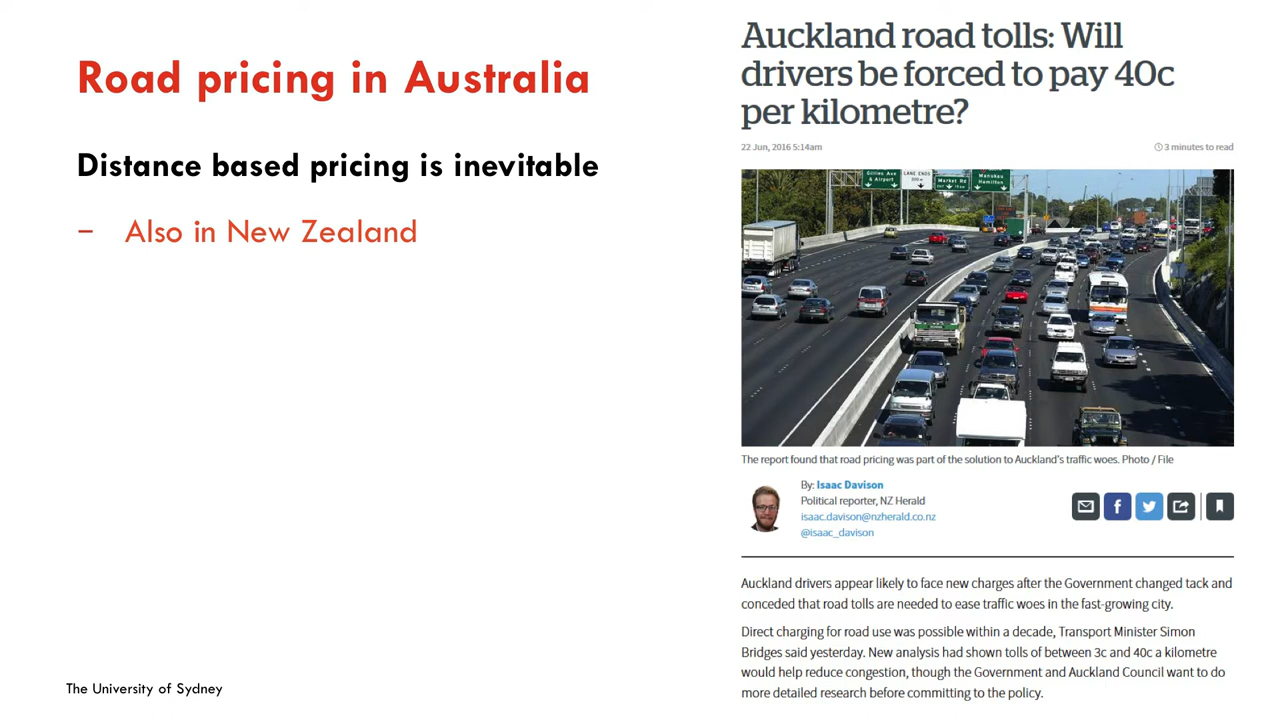 Road pricing in Australia
Distance based pricing is inevitable
− Also in New Zealand
The University of Sydney
Auckland road tolls: Will
drivers be forced to pay 40c
per kilometre?
22 Jun, 2016 5:14am
3 minutes to read
Gillies Ave
& Airport
LANE ENDS
Market Rd
Manukau
Hamilton
The report found that road pricing was part of the solution to Auckland's traffic woes. Photo / File
By: Isaac Davison
Political reporter, NZ Herald
isaac.davison@nzherald.co.nz
@isaac_davison
Auckland drivers appear likely to face new charges after the Government changed tack and
conceded that road tolls are needed to ease traffic woes in the fast-growing city.
Direct charging for road use was possible within a decade, Transport Minister Simon
Bridges said yesterday. New analysis had shown tolls of between 3c and 40c a kilometre
would help reduce congestion, though the Government and Auckland Council want to do
more detailed research before committing to the policy.